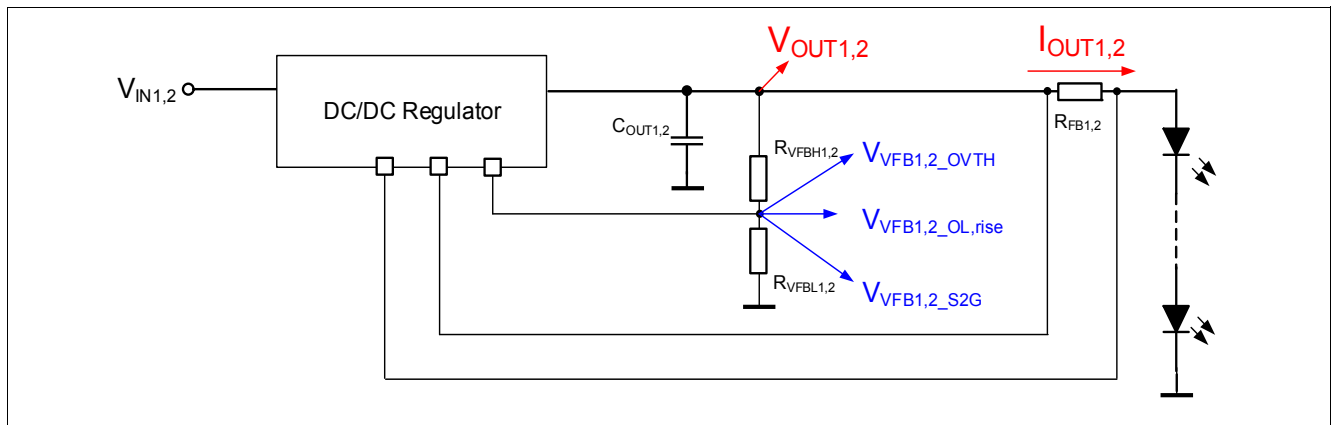 VOUT1,2
IOUT1,2
VIN1,2
DC/DC Regulator
COUT1,2
RFB1,2
RVFBH1,2
VVFB1,2_OVTH
VVFB1,2_OL,rise
RVFBL1,2
VVFB1,2_S2G